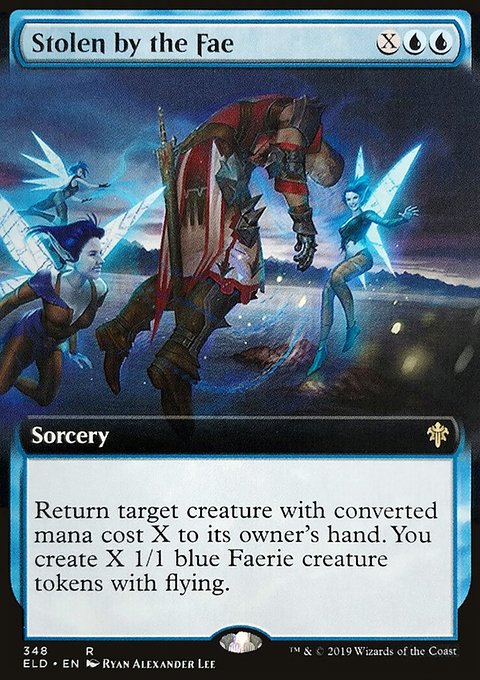 Stolen by the Fae X
Sorcery
Return target creature with converted
mana cost X to its owner's hand. You
create X 1/1 blue Faerie creature
tokens with flying.
348 R
ELD • EN Ryan Alexander Lee
™ & © 2019 Wizards of the Coast